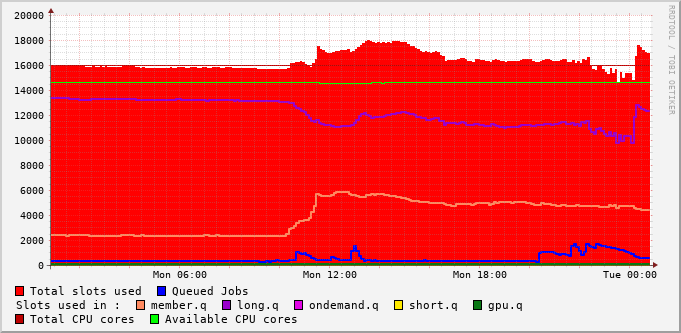 20000
18000
16000
14000
12000
10000
8000
6000
4000
2000
0
Mon 06:00 Mon 12:00 Mon 18:00 Tue 00:00
RRDTOOL / TOBI OETIKER
Total slots used Queued Jobs
Slots used in : member.q long.q ondemand.q short.q gpu.q
Total CPU cores Available CPU cores